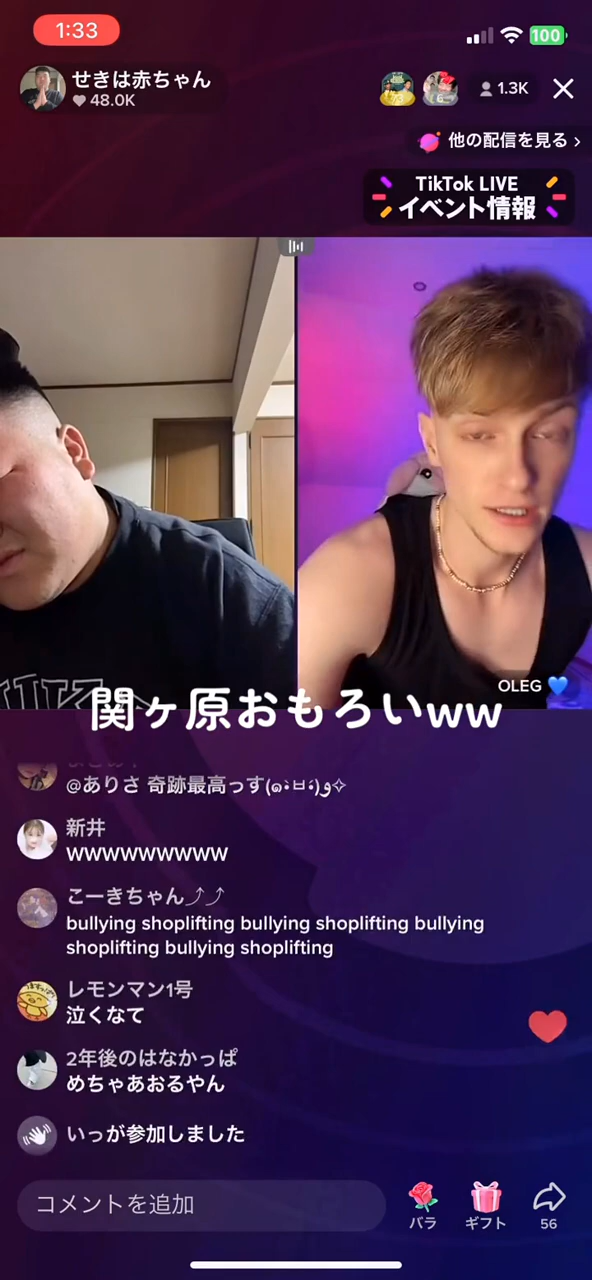 1:33
100
せきは赤ちゃん
48.0K
1.3K
他の配信を見る
TikTok LIVE
イベント情報
OLEG 💙
関ヶ原おもろいww
@ありさ 奇跡最高っす(๑•̀ㅂ•́)و✧
新井
wwwwwwwww
こーきちゃん⤴⤴
bullying shoplifting bullying shoplifting bullying
shoplifting bullying shoplifting
レモンマン1号
泣くなて
2年後のはなかっぱ
めちゃあおるやん
いっが参加しました
コメントを追加
バラ
ギフト
56